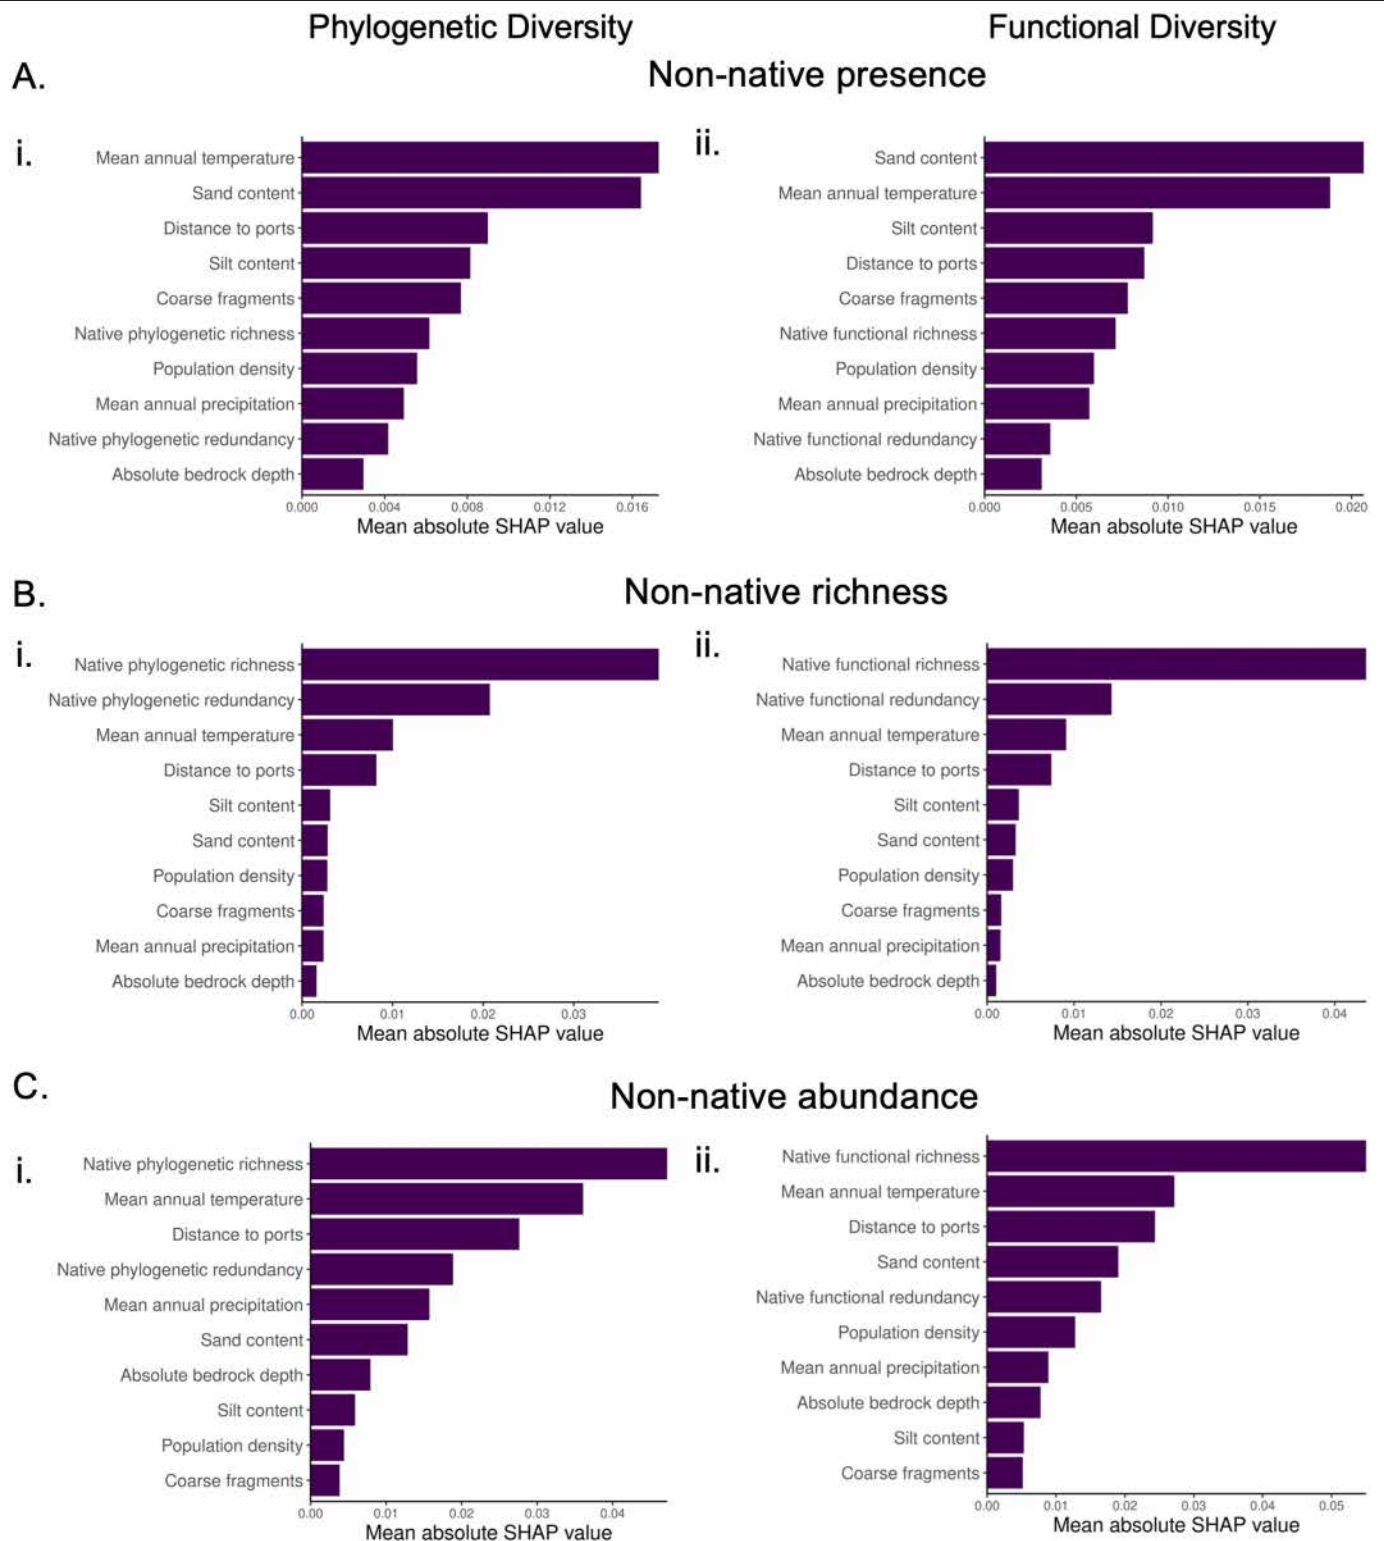 Phylogenetic Diversity
Functional Diversity
A.
Non-native presence
i.
Mean annual temperature
Sand content
Distance to ports
Silt content
Coarse fragments
Native phylogenetic richness
Population density
Mean annual precipitation
Native phylogenetic redundancy
Absolute bedrock depth
0.000 0.004 0.008 0.012 0.016
Mean absolute SHAP value
ii.
Sand content
Mean annual temperature
Silt content
Distance to ports
Coarse fragments
Native functional richness
Population density
Mean annual precipitation
Native functional redundancy
Absolute bedrock depth
0.000 0.005 0.010 0.015 0.020
Mean absolute SHAP value
B.
Non-native richness
i.
Native phylogenetic richness
Native phylogenetic redundancy
Mean annual temperature
Distance to ports
Silt content
Sand content
Population density
Coarse fragments
Mean annual precipitation
Absolute bedrock depth
0.00 0.01 0.02 0.03
Mean absolute SHAP value
ii.
Native functional richness
Native functional redundancy
Mean annual temperature
Distance to ports
Silt content
Sand content
Population density
Coarse fragments
Mean annual precipitation
Absolute bedrock depth
0.00 0.01 0.02 0.03 0.04
Mean absolute SHAP value
C.
Non-native abundance
i.
Native phylogenetic richness
Mean annual temperature
Distance to ports
Native phylogenetic redundancy
Mean annual precipitation
Sand content
Absolute bedrock depth
Silt content
Population density
Coarse fragments
0.00 0.01 0.02 0.03 0.04
Mean absolute SHAP value
ii.
Native functional richness
Mean annual temperature
Distance to ports
Sand content
Native functional redundancy
Population density
Mean annual precipitation
Absolute bedrock depth
Silt content
Coarse fragments
0.00 0.01 0.02 0.03 0.04 0.05
Mean absolute SHAP value